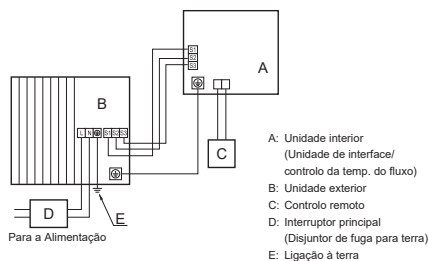 S1
S2
S3
A
B
L N S1 S2 S3
C
D
E
Para a Alimentação
A: Unidade interior
(Unidade de interface/
controlo da temp. do fluxo)
B: Unidade exterior
C: Controlo remoto
D: Interruptor principal
(Disjuntor de fuga para terra)
E: Ligação à terra